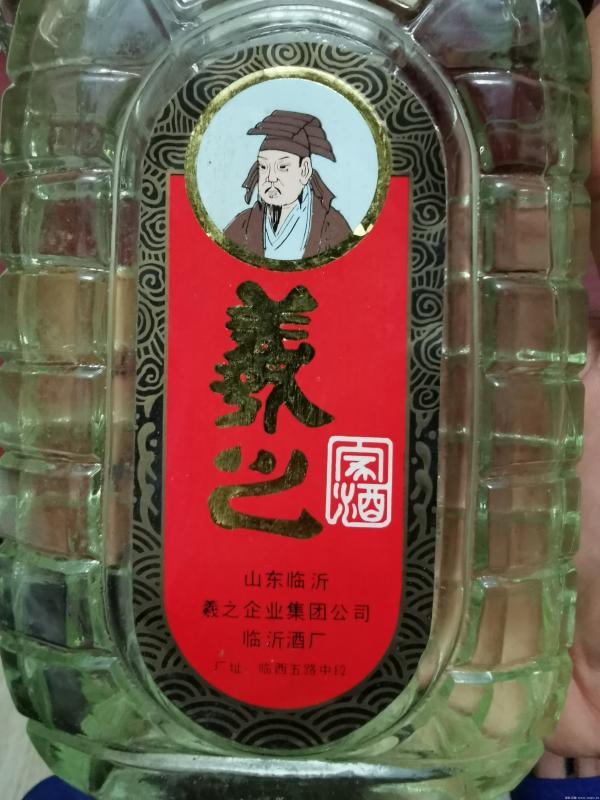 羲之
家酒
山东临沂
羲之企业集团公司
临沂酒厂
厂址：临西五路中段